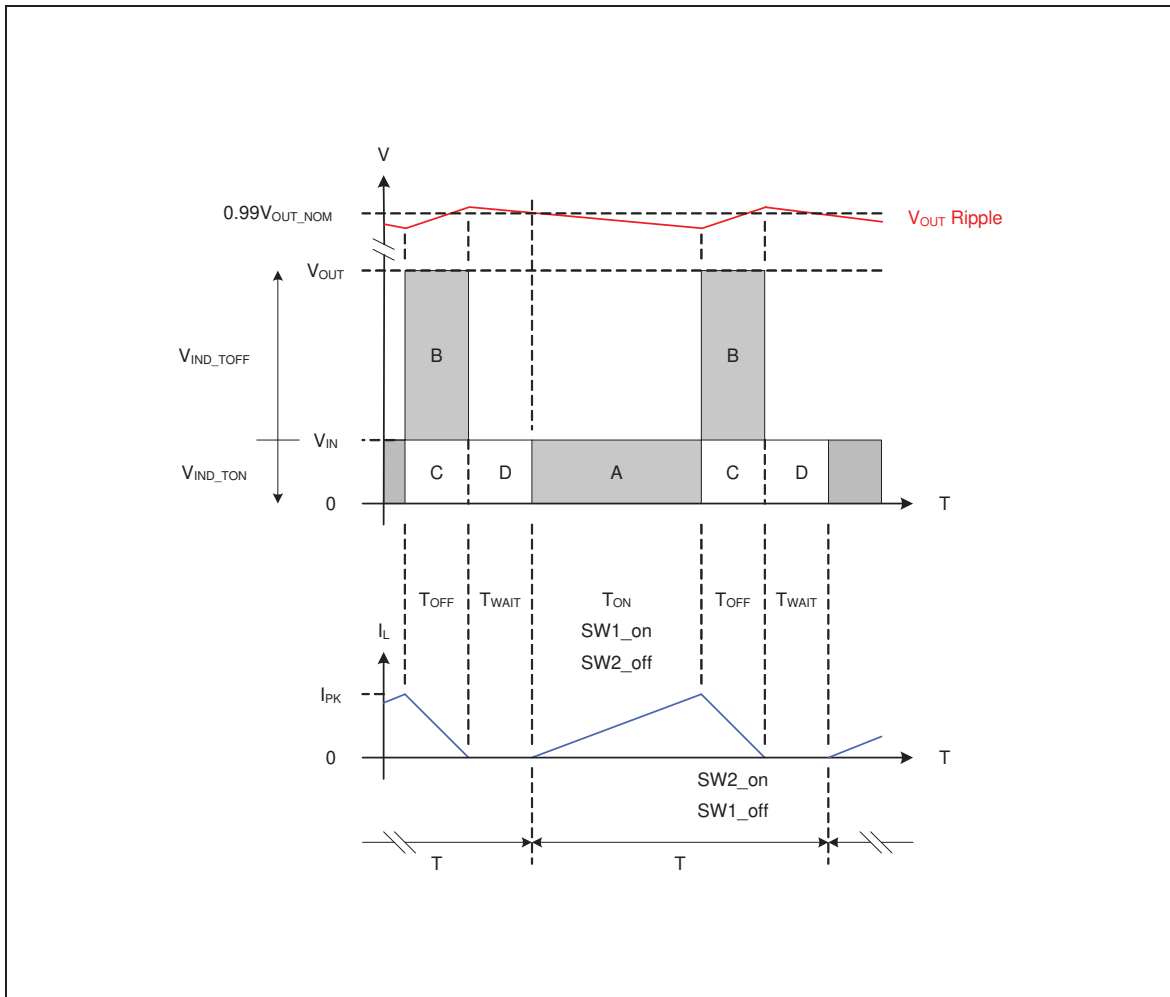 V
0.99VOUT_NOM
VOUT Ripple
VOUT
B
B
VIND_TOFF
VIN
VIND_TON
C
D
A
C
D
0
T
TOFF
TWAIT
TON
TOFF
TWAIT
SW1_on
IL
SW2_off
IPK
0
T
SW2_on
SW1_off
T
T